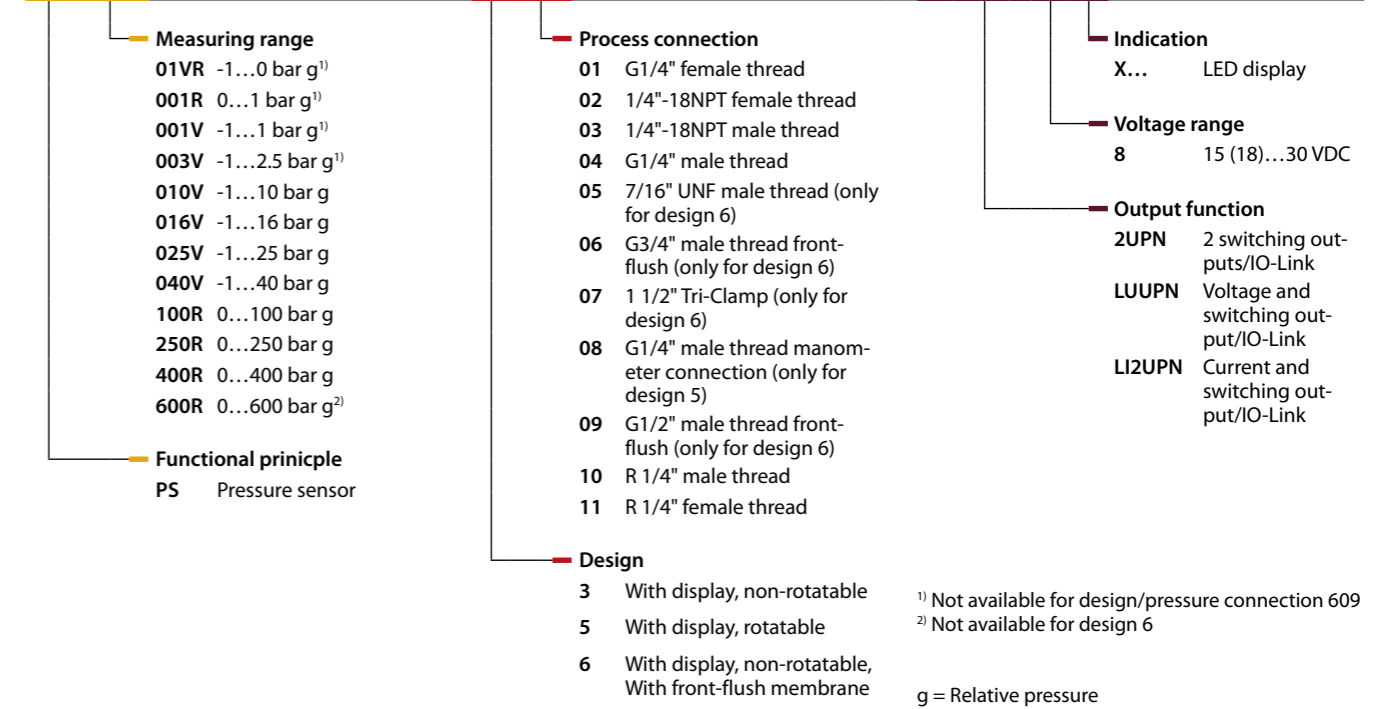 Measuring range
01VR -1…0 bar g1)
001R 0…1 bar g1)
001V -1…1 bar g1)
003V -1…2.5 bar g1)
010V -1…10 bar g
016V -1…16 bar g
025V -1…25 bar g
040V -1…40 bar g
100R 0…100 bar g
250R 0…250 bar g
400R 0…400 bar g
600R 0…600 bar g2)
Functional prinicple
PS Pressure sensor
Process connection
01 G1/4" female thread
02 1/4"-18NPT female thread
03 1/4"-18NPT male thread
04 G1/4" male thread
05 7/16" UNF male thread (only
for design 6)
06 G3/4" male thread front-
flush (only for design 6)
07 1 1/2" Tri-Clamp (only for
design 6)
08 G1/4" male thread manom-
eter connection (only for
design 5)
09 G1/2" male thread front-
flush (only for design 6)
10 R 1/4" male thread
11 R 1/4" female thread
Design
3 With display, non-rotatable
5 With display, rotatable
6 With display, non-rotatable,
With front-flush membrane
Indication
X… LED display
Voltage range
8 15 (18)…30 VDC
Output function
2UPN 2 switching out-
puts/IO-Link
LUUPN Voltage and
switching out-
put/IO-Link
LI2UPN Current and
switching out-
put/IO-Link
1) Not available for design/pressure connection 609
2) Not available for design 6
g = Relative pressure